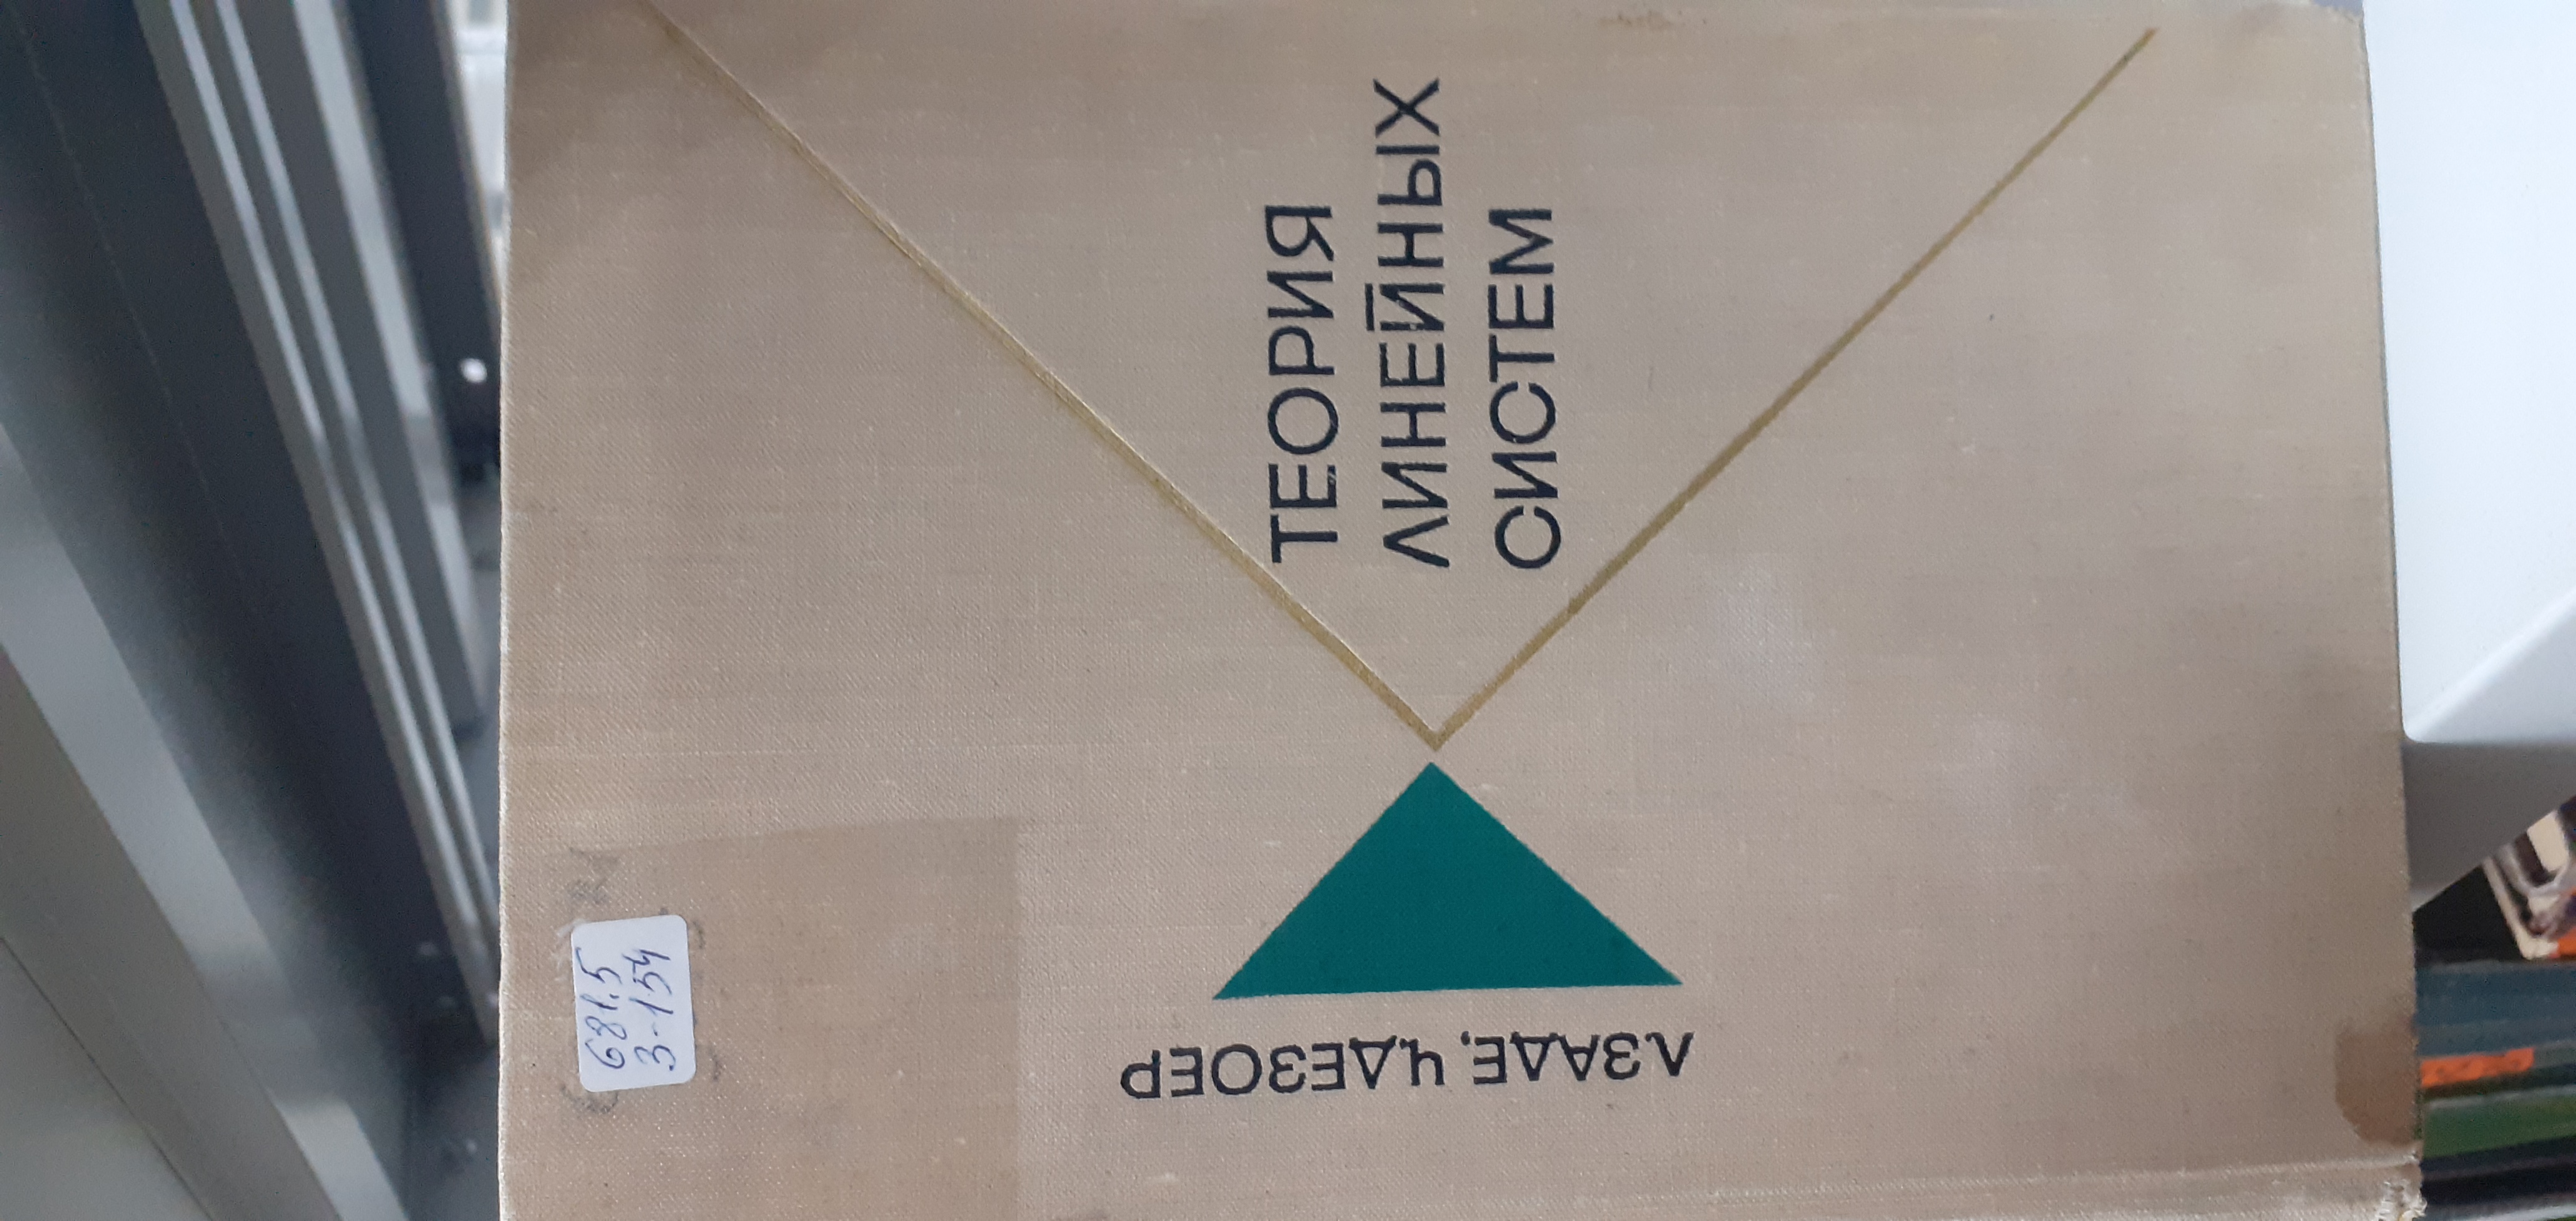 Л.ЗАДЕ, Ч.ДЕЗОЕР
ТЕОРИЯ
ЛИНЕЙНЫХ
СИСТЕМ
681.5
З-154